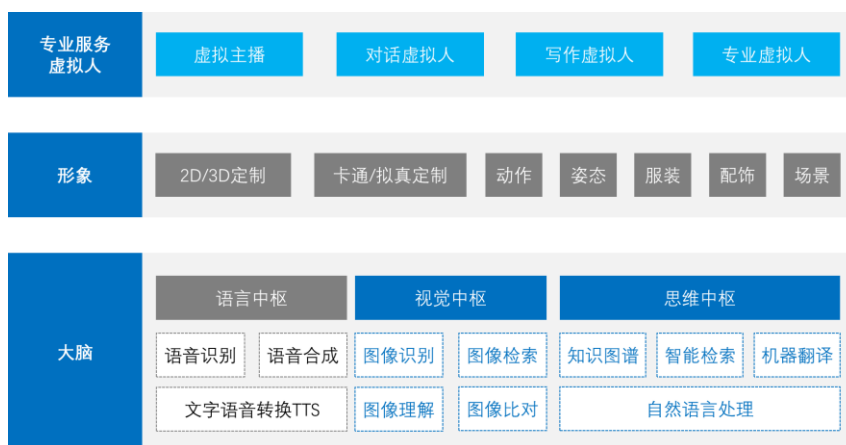 专业服务
虚拟人
虚拟主播 对话虚拟人 写作虚拟人 专业虚拟人
形象
2D/3D定制 卡通/拟真定制 动作 姿态 服装 配饰 场景
大脑
语言中枢 视觉中枢 思维中枢
语音识别 语音合成 图像识别 图像检索 知识图谱 智能检索 机器翻译
文字语音转换TTS 图像理解 图像比对 自然语言处理